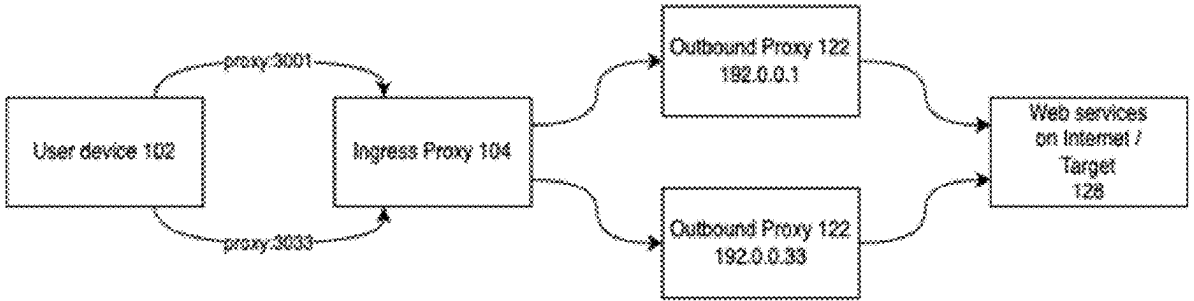 proxy:3001
User device 102
proxy:3033
Ingress Proxy 104
Outbound Proxy 122
192.0.0.1
Outbound Proxy 122
192.0.0.33
Web services
on Internet /
Target
128